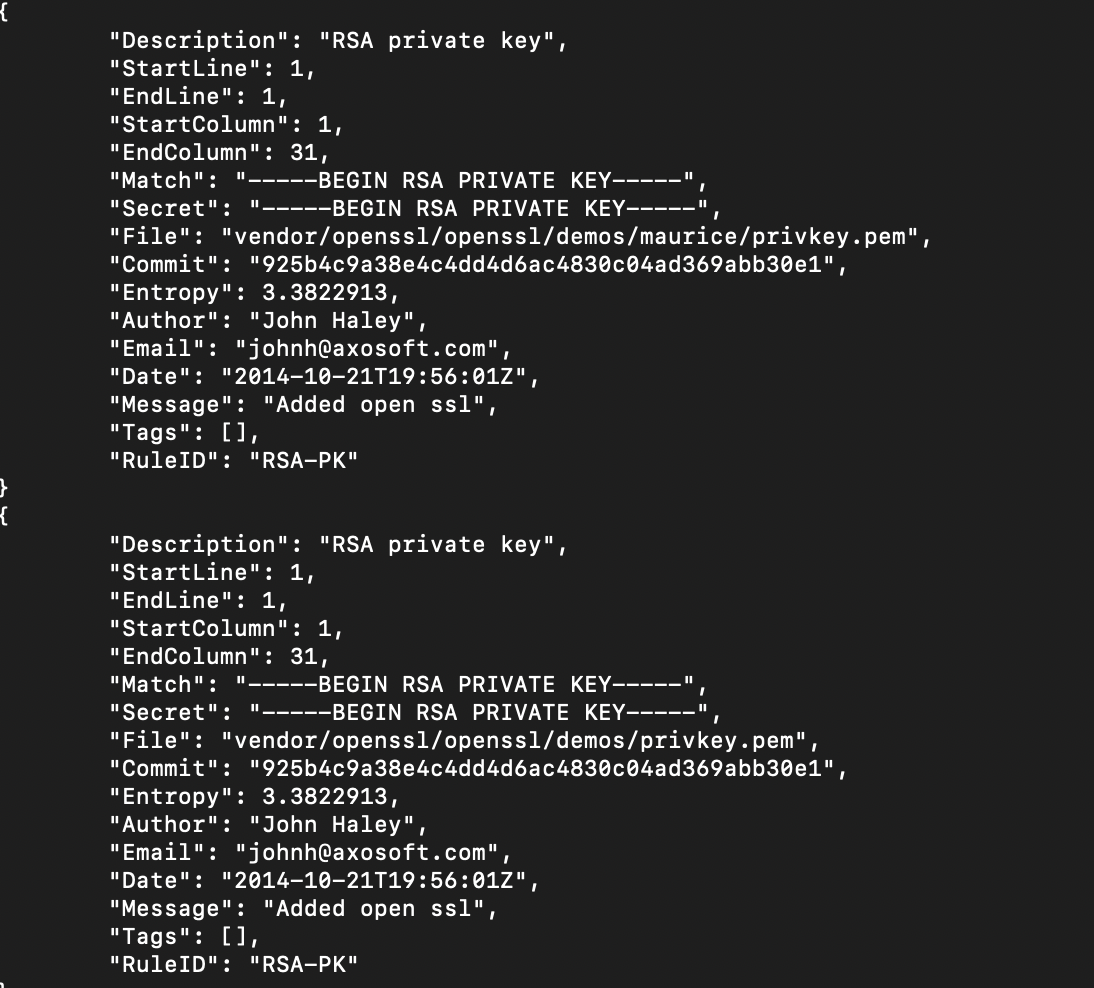 {
"Description": "RSA private key",
"StartLine": 1,
"EndLine": 1,
"StartColumn": 1,
"EndColumn": 31,
"Match": "-----BEGIN RSA PRIVATE KEY-----",
"Secret": "-----BEGIN RSA PRIVATE KEY-----",
"File": "vendor/openssl/openssl/demos/maurice/privkey.pem",
"Commit": "925b4c9a38e4c4dd4d6ac4830c04ad369abb30e1",
"Entropy": 3.3822913,
"Author": "John Haley",
"Email": "johnh@axosoft.com",
"Date": "2014-10-21T19:56:01Z",
"Message": "Added open ssl",
"Tags": [],
"RuleID": "RSA-PK"
}
{
"Description": "RSA private key",
"StartLine": 1,
"EndLine": 1,
"StartColumn": 1,
"EndColumn": 31,
"Match": "-----BEGIN RSA PRIVATE KEY-----",
"Secret": "-----BEGIN RSA PRIVATE KEY-----",
"File": "vendor/openssl/openssl/demos/privkey.pem",
"Commit": "925b4c9a38e4c4dd4d6ac4830c04ad369abb30e1",
"Entropy": 3.3822913,
"Author": "John Haley",
"Email": "johnh@axosoft.com",
"Date": "2014-10-21T19:56:01Z",
"Message": "Added open ssl",
"Tags": [],
"RuleID": "RSA-PK"